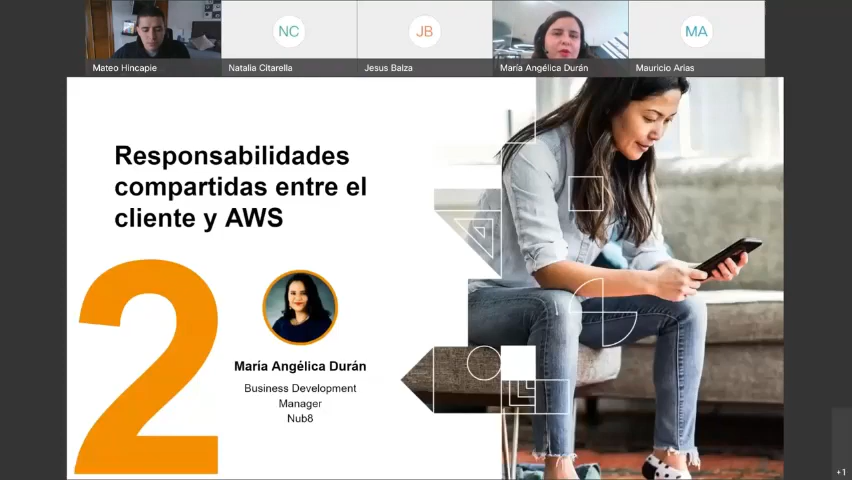 NC
JB
MA
Mateo Hincapie
Natalia Citarella
Jesus Balza
María Angélica Durán
Mauricio Arias
Responsabilidades
compartidas entre el
cliente y AWS
2
María Angélica Durán
Business Development
Manager
Nub8
+1